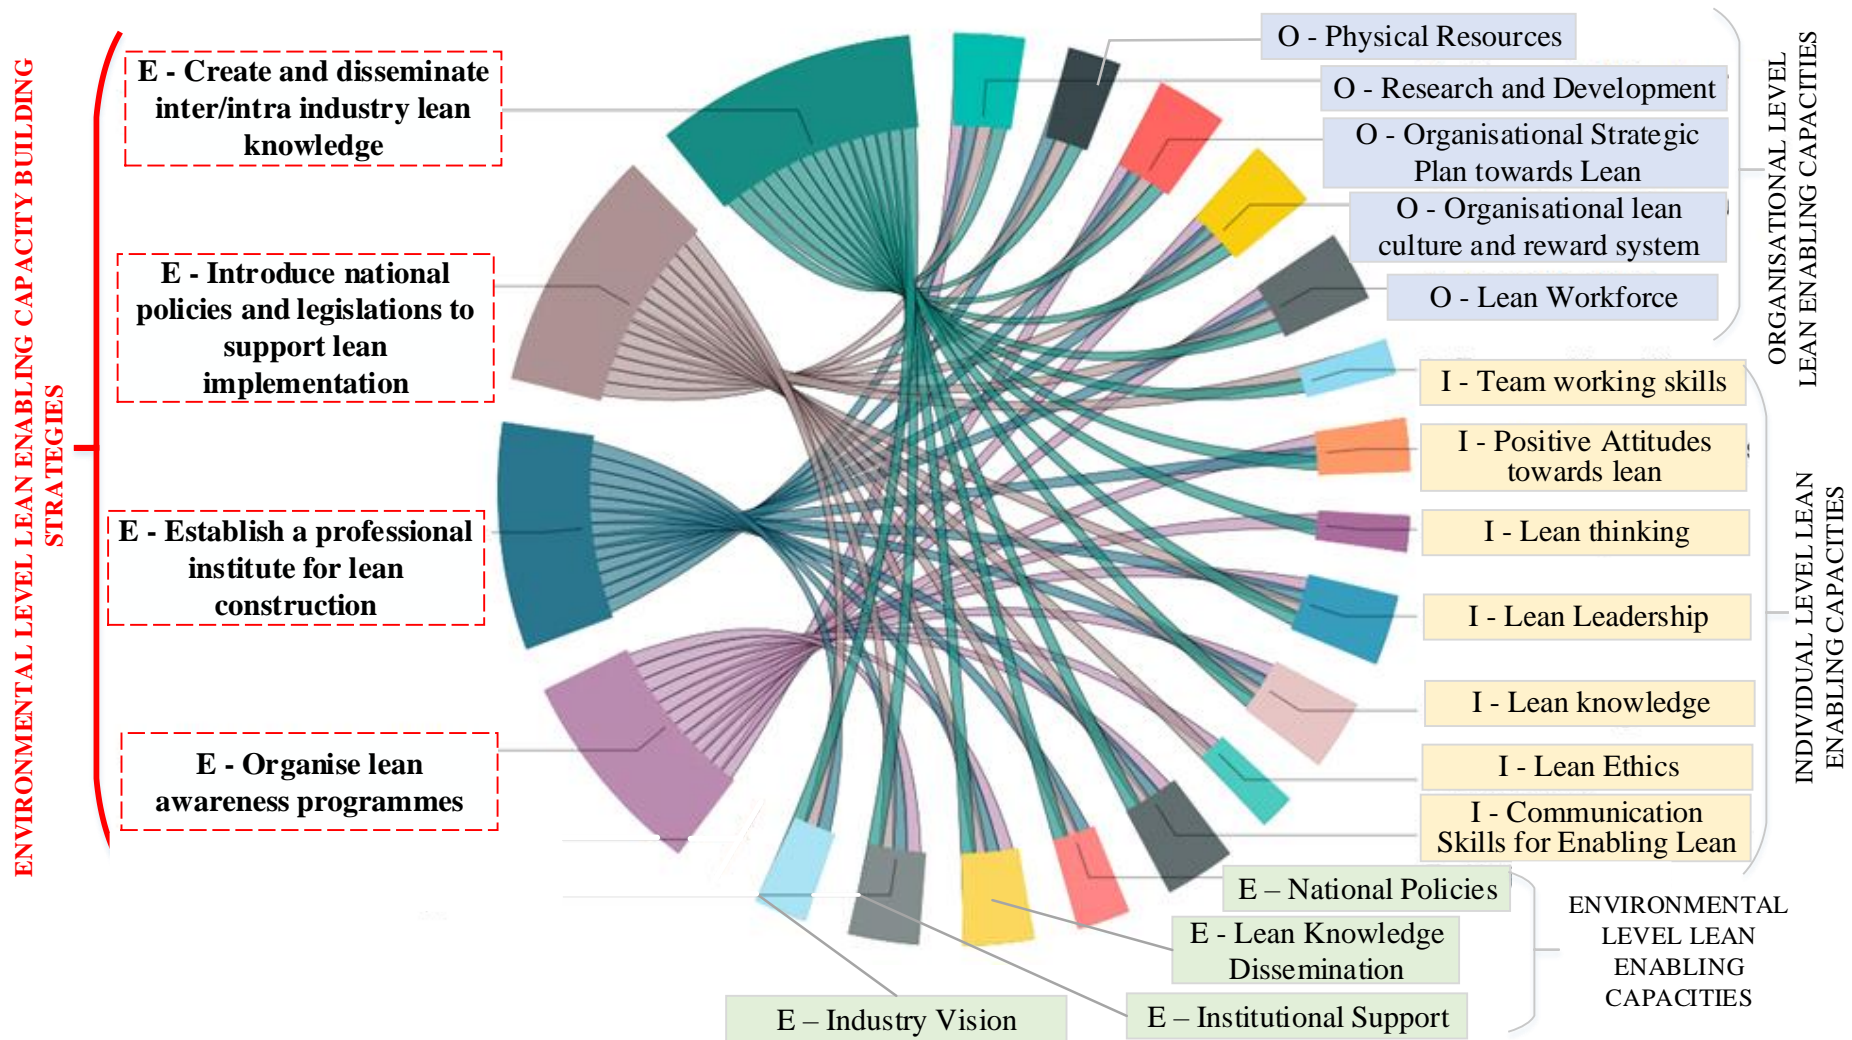 ENVIRONMENTAL LEVEL LEAN ENABLING CAPACITY BUILDING
STRATEGIES
E - Create and disseminate
inter/intra industry lean
knowledge
E - Introduce national
policies and legislations to
support lean
implementation
E - Establish a professional
institute for lean
construction
E - Organise lean
awareness programmes
O - Physical Resources
O - Research and Development
O - Organisational Strategic
Plan towards Lean
O - Organisational lean
culture and reward system
O - Lean Workforce
ORGANISATIONAL LEVEL
LEAN ENABLING CAPACITIES
I - Team working skills
I - Positive Attitudes
towards lean
I - Lean thinking
I - Lean Leadership
I - Lean knowledge
I - Lean Ethics
I - Communication
Skills for Enabling Lean
INDIVIDUAL LEVEL LEAN
ENABLING CAPACITIES
E – National Policies
E - Lean Knowledge
Dissemination
E – Institutional Support
E – Industry Vision
ENVIRONMENTAL
LEVEL LEAN
ENABLING
CAPACITIES